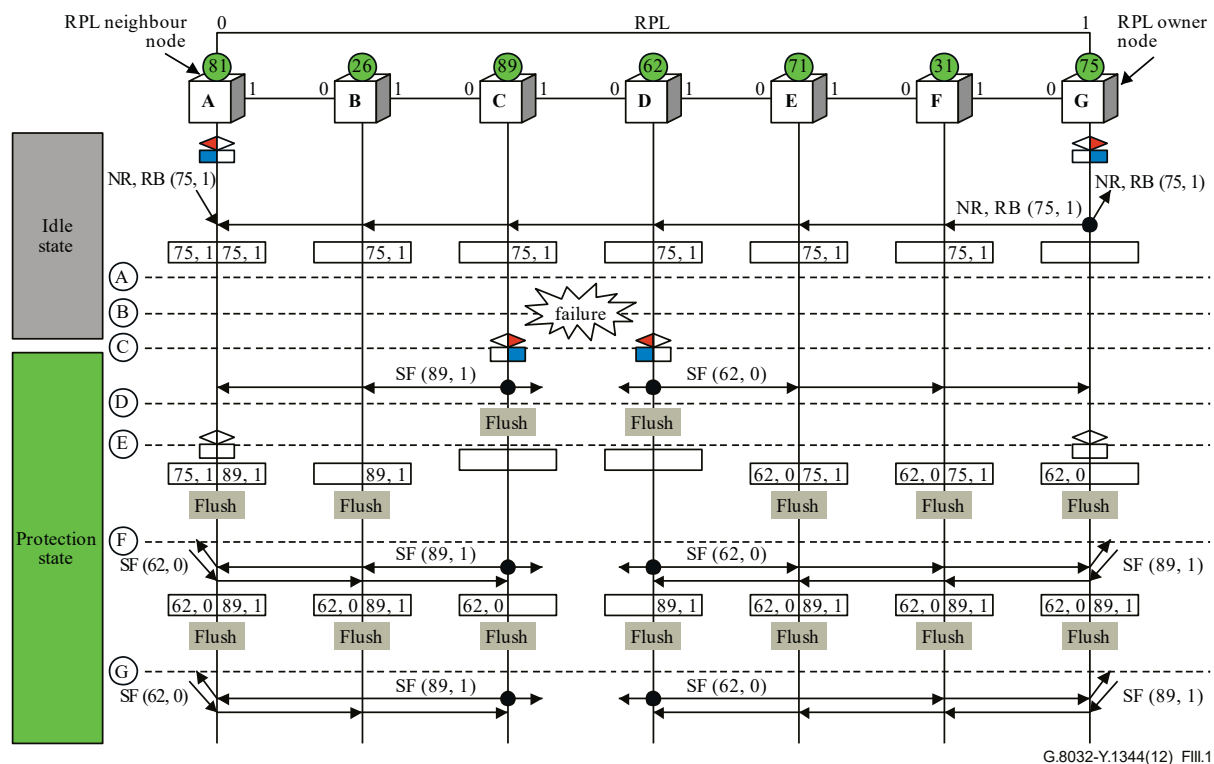 RPL neighbour
node
0
RPL
1
RPL owner
node
81 26 89 62 71 31 75
A 1 0 B 1 0 C 1 0 D 1 0 E 1 0 F 1 0 G
NR, RB (75, 1)
NR, RB (75, 1)
NR, RB (75, 1)
Idle
state
75, 1 75, 1 75, 1 75, 1 75, 1 75, 1 75, 1
A
B
failure
C
SF (89, 1) SF (62, 0)
D
Flush Flush
E
75, 1 89, 1 89, 1 62, 0 75, 1 62, 0 75, 1 62, 0
Flush Flush Flush Flush Flush
Protection
state
F
SF (62, 0) SF (89, 1) SF (62, 0) SF (89, 1)
62, 0 89, 1 62, 0 89, 1 62, 0 89, 1 62, 0 89, 1 62, 0 89, 1 62, 0 89, 1
Flush Flush Flush Flush Flush Flush Flush
G
SF (62, 0) SF (89, 1) SF (62, 0) SF (89, 1)
G.8032-Y.1344(12)_FIII.1